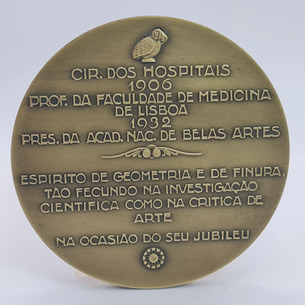 CIR. DOS HOSPITAIS
1906
PROF. DA FACULDADE DE MEDICINA
DE LISBOA
1932
PRES. DA ACAD. NAC. DE BELAS ARTES
ESPIRITO DE GEOMETRIA E DE FINURA,
TÃO FECUNDO NA INVESTIGAÇÃO
CIENTIFICA COMO NA CRITICA DE
ARTE
NA OCASIÃO DO SEU JUBILEU